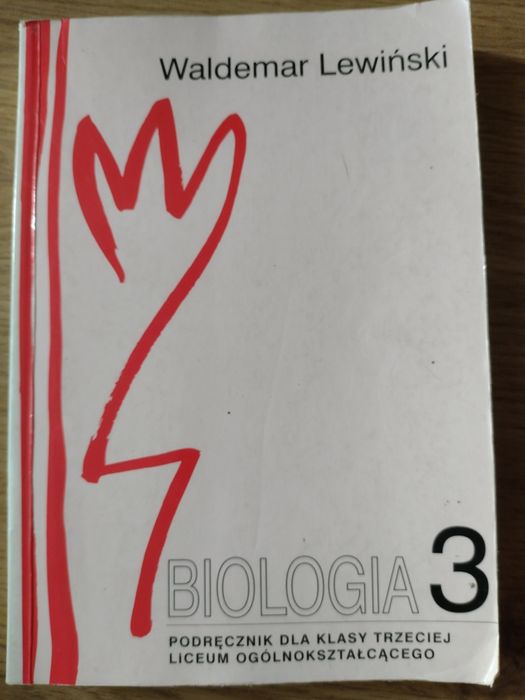 Waldemar Lewiński
BIOLOGIA 3
PODRĘCZNIK DLA KLASY TRZECIEJ
LICEUM OGÓLNOKSZTAŁCĄCEGO